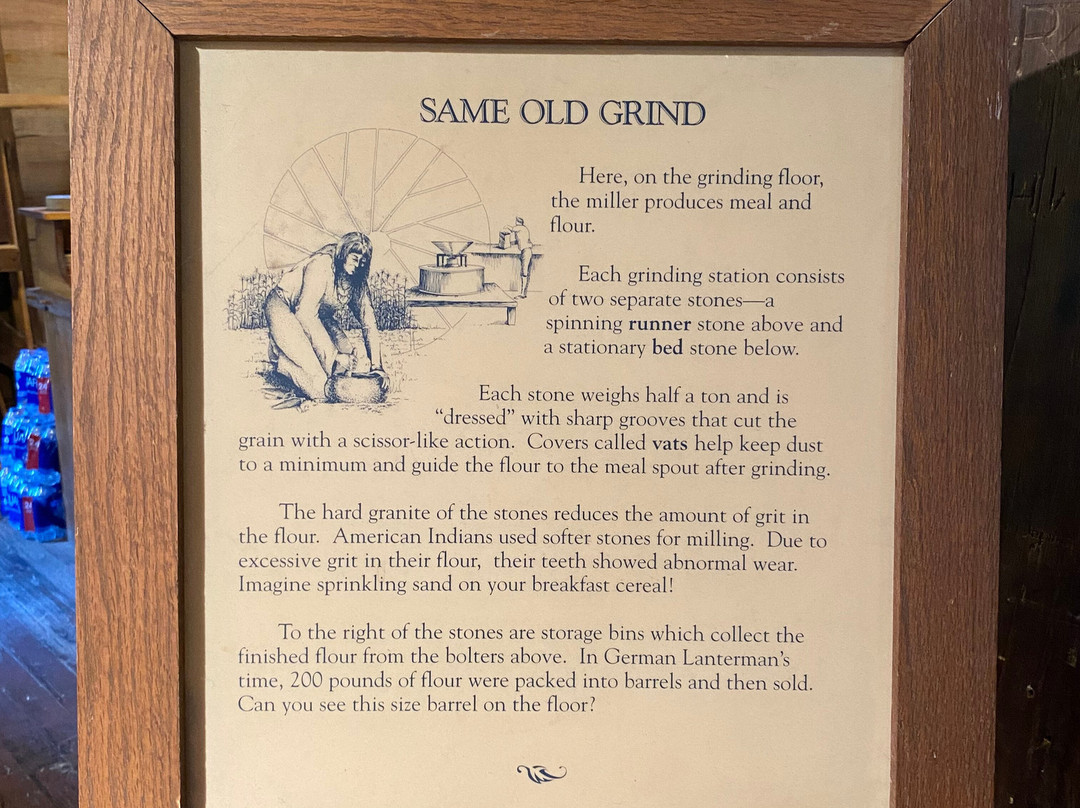 SAME OLD GRIND
Here, on the grinding floor,
the miller produces meal and
flour.
Each grinding station consists
of two separate stones—a
spinning runner stone above and
a stationary bed stone below.
Each stone weighs half a ton and is
“dressed” with sharp grooves that cut the
grain with a scissor-like action. Covers called vats help keep dust
to a minimum and guide the flour to the meal spout after grinding.
The hard granite of the stones reduces the amount of grit in
the flour. American Indians used softer stones for milling. Due to
excessive grit in their flour, their teeth showed abnormal wear.
Imagine sprinkling sand on your breakfast cereal!
To the right of the stones are storage bins which collect the
finished flour from the bolters above. In German Lanterman’s
time, 200 pounds of flour were packed into barrels and then sold.
Can you see this size barrel on the floor?